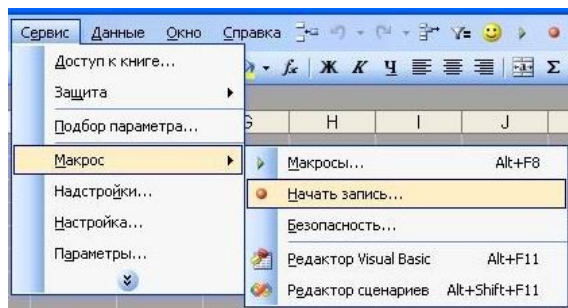 Сервис Данные Окно Справка
Доступ к книге...
fx Ж К Ч Σ
Защита
Подбор параметра...
H I J
Макрос
Макросы... Alt+F8
Надстройки...
Начать запись...
Настройка...
Безопасность...
Параметры...
Редактор Visual Basic Alt+F11
Редактор сценариев Alt+Shift+F11